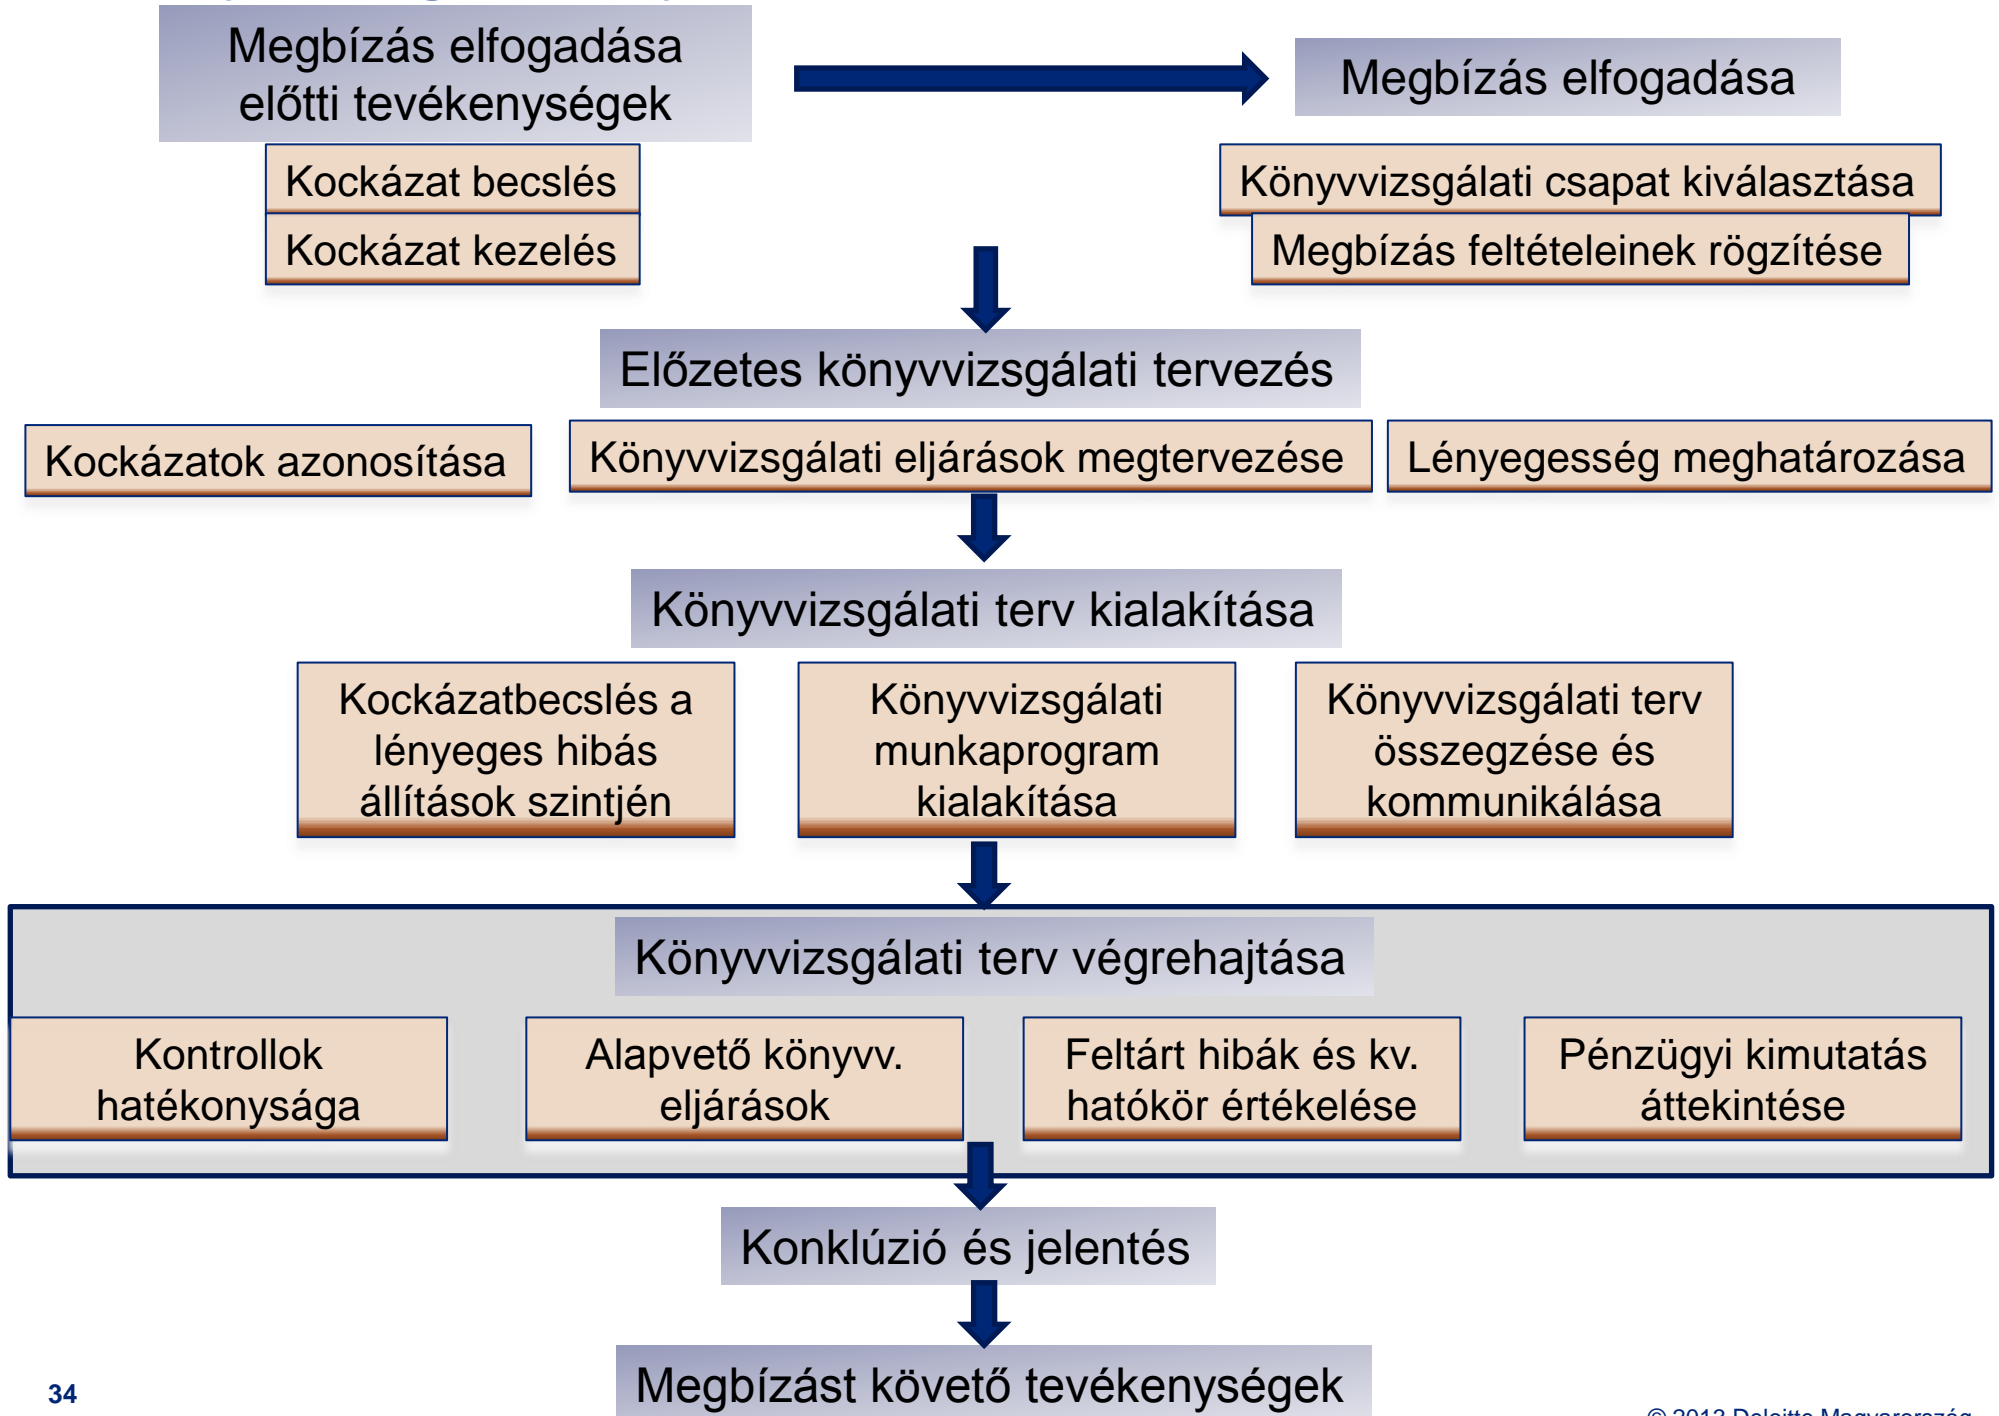 Megbízás elfogadása
előtti tevékenységek
Megbízás elfogadása
Kockázat becslés
Kockázat kezelés
Könyvvizsgálati csapat kiválasztása
Megbízás feltételeinek rögzítése
Előzetes könyvvizsgálati tervezés
Kockázatok azonosítása
Könyvvizsgálati eljárások megtervezése
Lényegesség meghatározása
Könyvvizsgálati terv kialakítása
Kockázatbecslés a
lényeges hibás
állítások szintjén
Könyvvizsgálati
munkaprogram
kialakítása
Könyvvizsgálati terv
összegzése és
kommunikálása
Könyvvizsgálati terv végrehajtása
Kontrollok
hatékonysága
Alapvető könyvv.
eljárások
Feltárt hibák és kv.
hatókör értékelése
Pénzügyi kimutatás
áttekintése
Konklúzió és jelentés
Megbízást követő tevékenységek
34
© 2013 Deloitte Magyarország